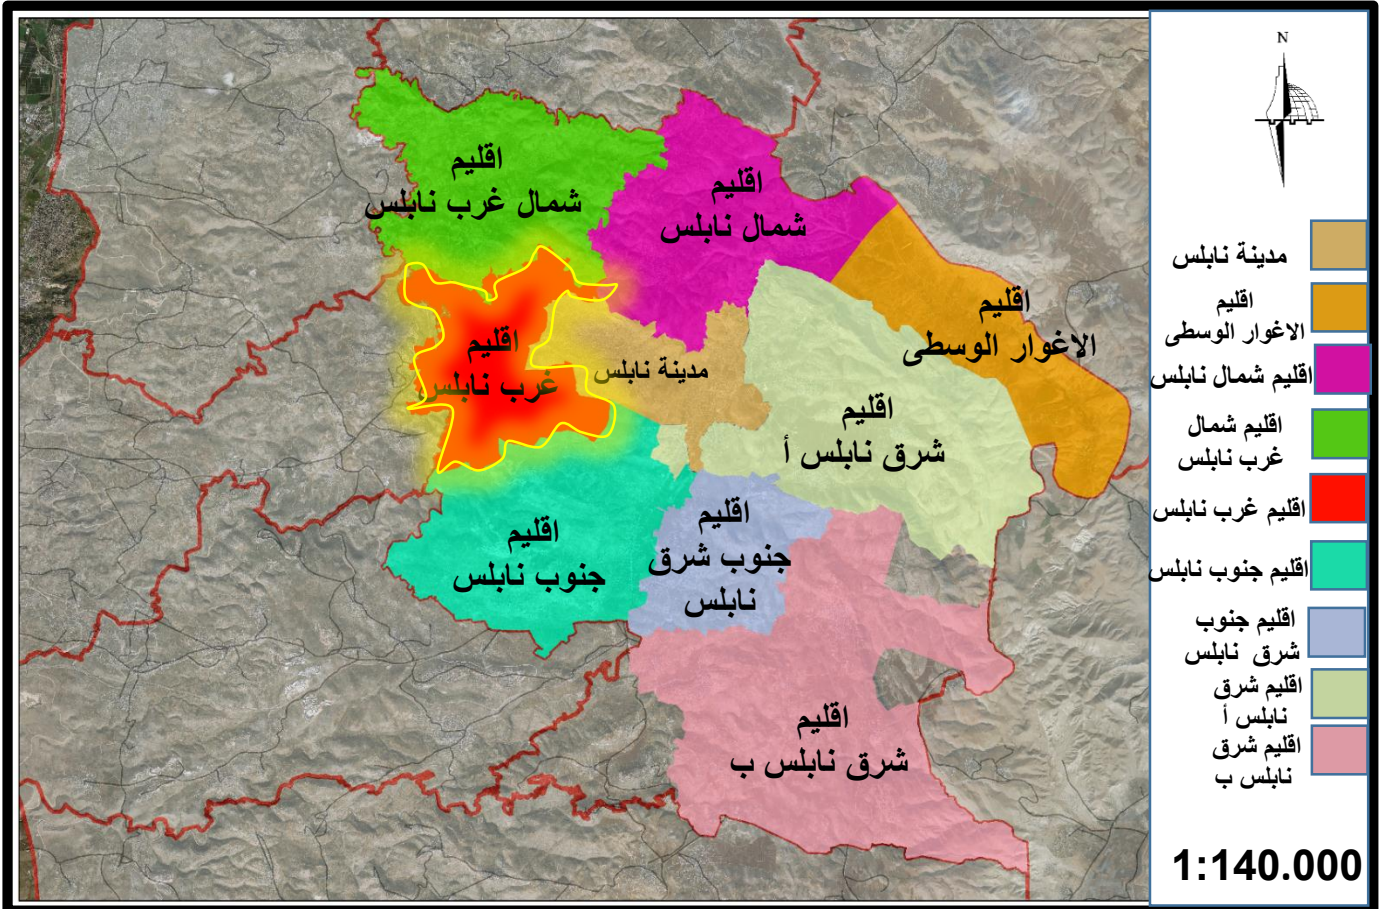 اقليم
شمال غرب نابلس
اقليم
شمال نابلس
اقليم
الاغوار الوسطى
اقليم
غرب نابلس
مدينة نابلس
اقليم
شرق نابلس أ
اقليم
جنوب نابلس
اقليم
جنوب شرق
نابلس
اقليم
شرق نابلس ب
N
مدينة نابلس
اقليم
الاغوار الوسطى
اقليم شمال نابلس
اقليم شمال
غرب نابلس
اقليم غرب نابلس
اقليم جنوب نابلس
اقليم جنوب
شرق نابلس
اقليم شرق
نابلس أ
اقليم شرق
نابلس ب
1:140.000